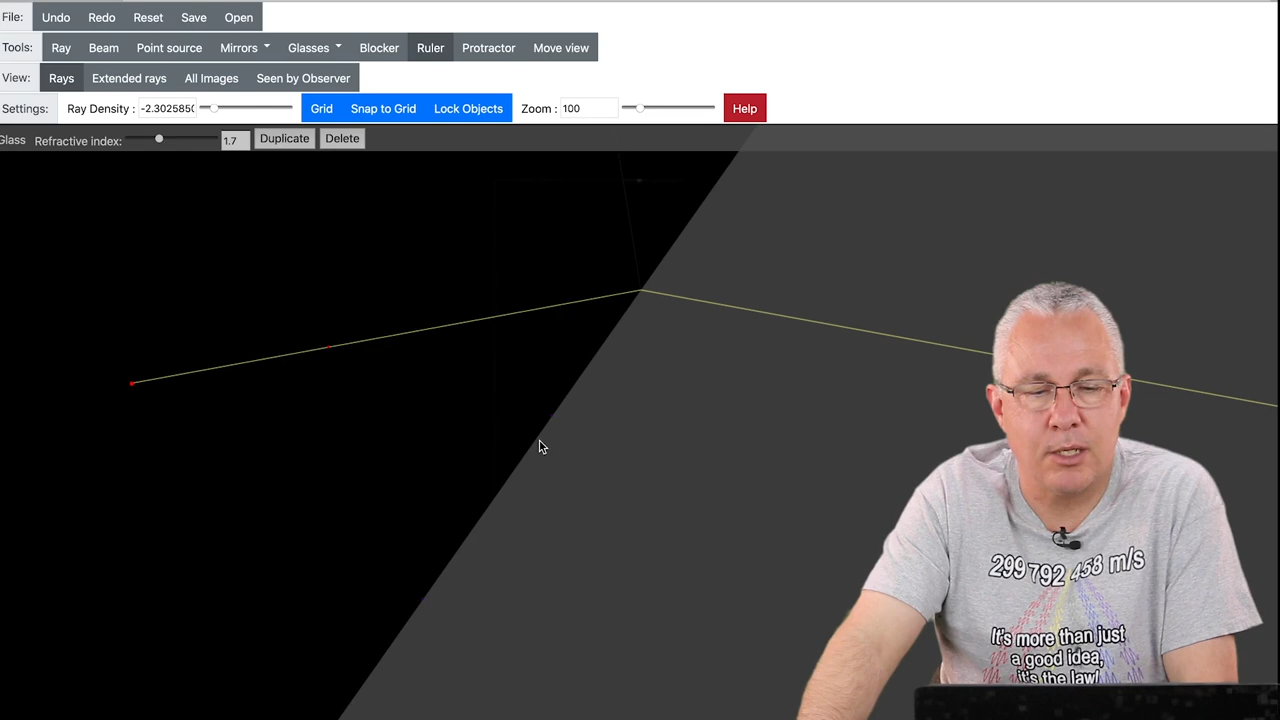 File: Undo Redo Reset Save Open
Tools: Ray Beam Point source Mirrors Glasses Blocker Ruler Protractor Move view
View: Rays Extended rays All Images Seen by Observer
Settings: Ray Density : -2.302585( Grid Snap to Grid Lock Objects Zoom : 100 Help
Glass Refractive index: 1.7 Duplicate Delete
299 792 458 m/s
It's more than just
a good idea,
it's the law!